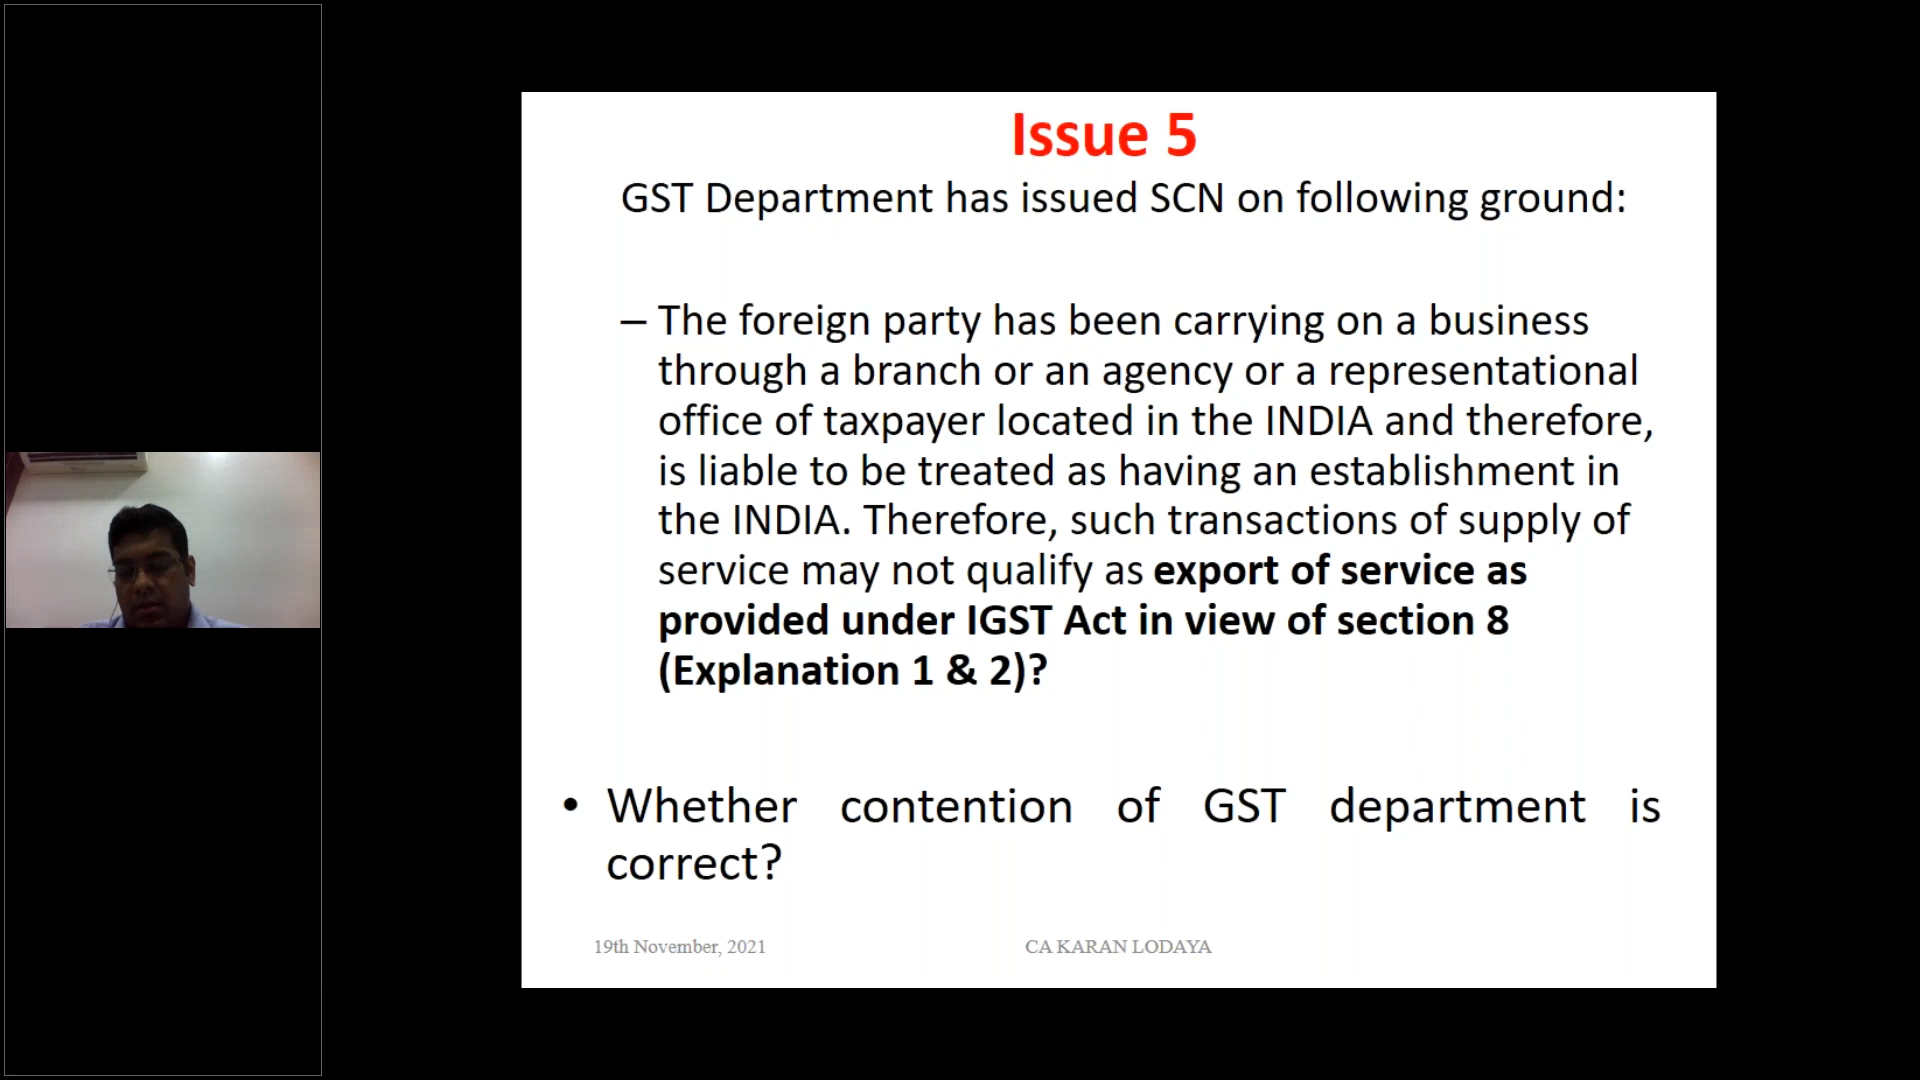 Issue 5
GST Department has issued SCN on following ground:
– The foreign party has been carrying on a business
through a branch or an agency or a representational
office of taxpayer located in the INDIA and therefore,
is liable to be treated as having an establishment in
the INDIA. Therefore, such transactions of supply of
service may not qualify as export of service as
provided under IGST Act in view of section 8
(Explanation 1 & 2)?
• Whether contention of GST department is
correct?
19th November, 2021 CA KARAN LODAYA